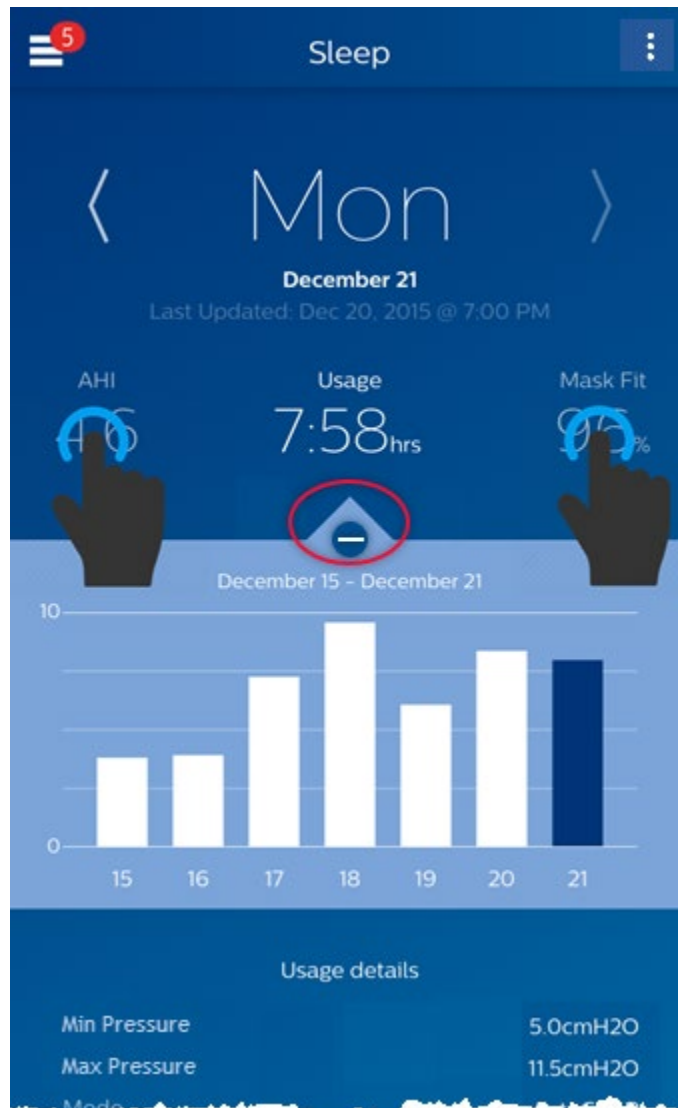 5
Sleep
Mon
December 21
Last Updated: Dec 20, 2015 @ 7:00 PM
AHI Usage Mask Fit
7:58hrs %
December 15 - December 21
10
0
15 16 17 18 19 20 21
Usage details
Min Pressure 5.0cmH2O
Max Pressure 11.5cmH2O